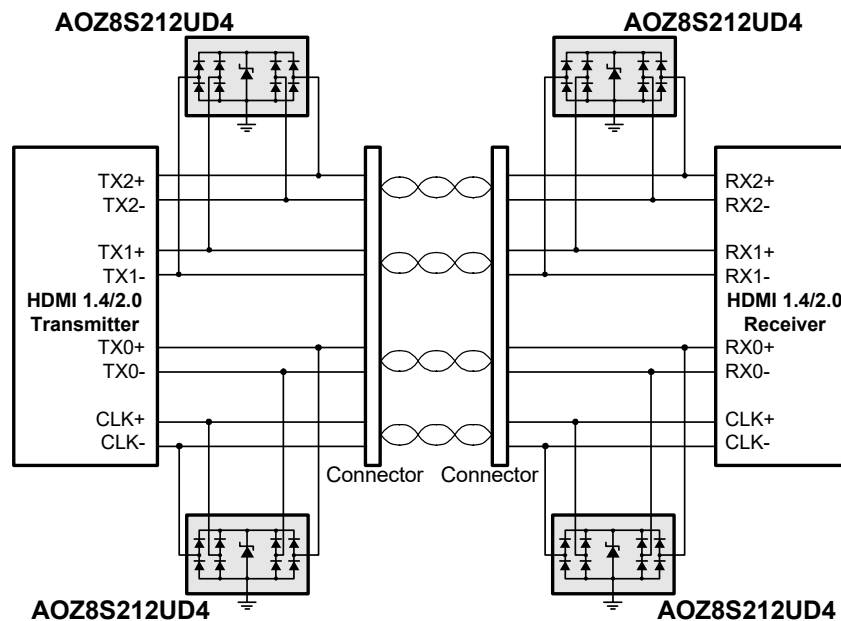 AOZ8S212UD4
AOZ8S212UD4
TX2+
TX2-
TX1+
TX1-
HDMI 1.4/2.0
Transmitter
TX0+
TX0-
CLK+
CLK-
RX2+
RX2-
RX1+
RX1-
HDMI 1.4/2.0
Receiver
RX0+
RX0-
CLK+
CLK-
Connector
Connector
AOZ8S212UD4
AOZ8S212UD4